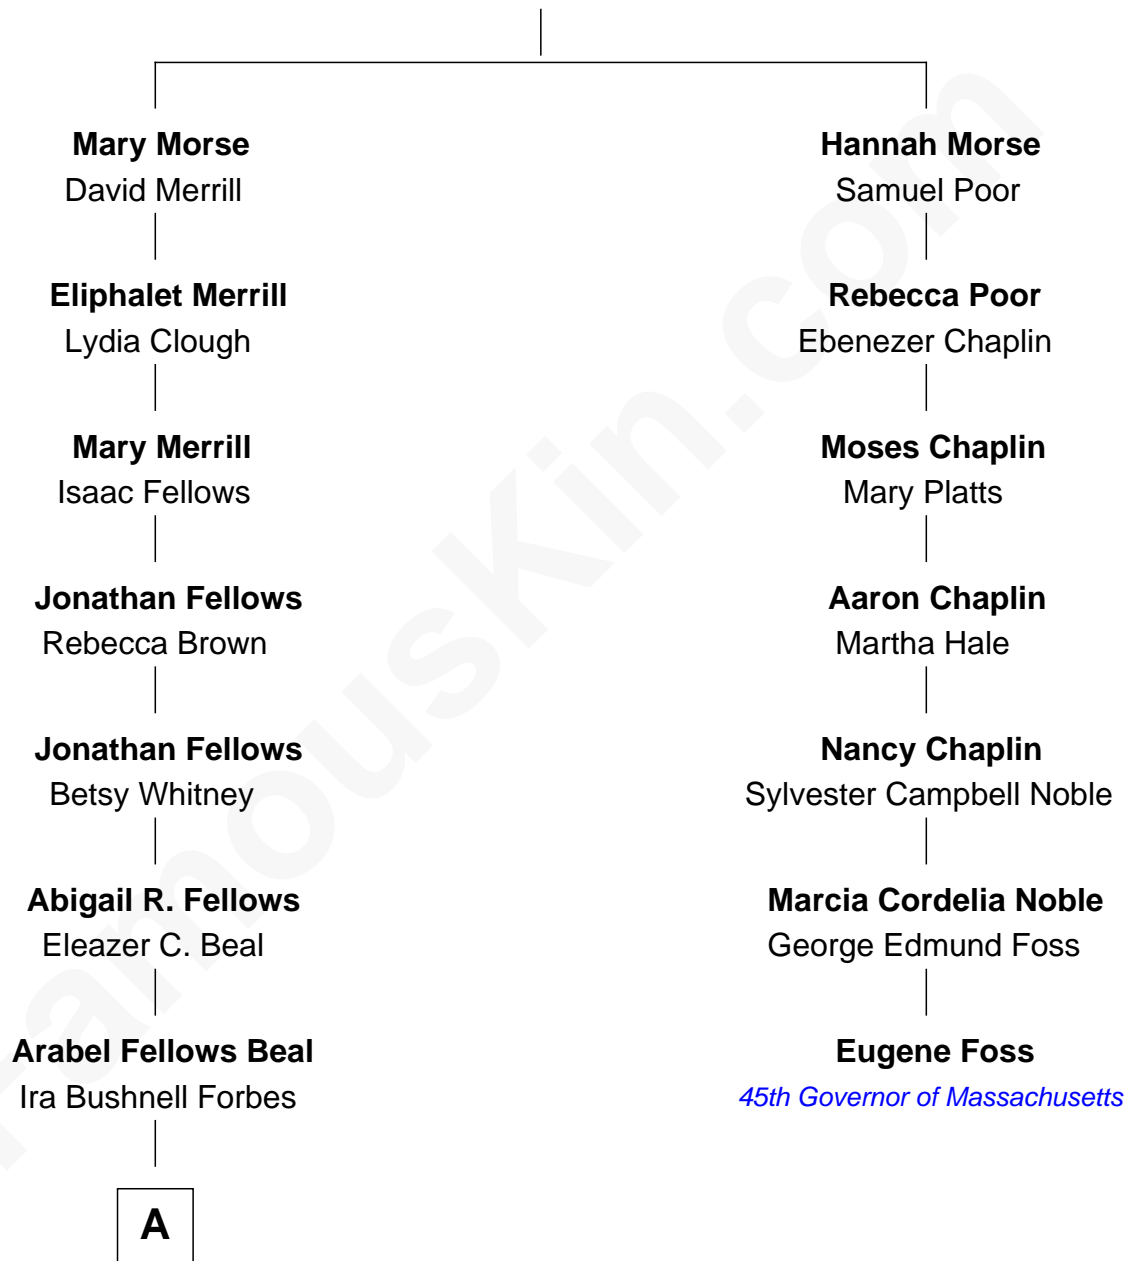 Mary Morse
David Merrill
Hannah Morse
Samuel Poor
Eliphalet Merrill
Lydia Clough
Rebecca Poor
Ebenezer Chaplin
Mary Merrill
Isaac Fellows
Moses Chaplin
Mary Platts
Jonathan Fellows
Rebecca Brown
Aaron Chaplin
Martha Hale
Jonathan Fellows
Betsy Whitney
Nancy Chaplin
Sylvester Campbell Noble
Abigail R. Fellows
Eleazer C. Beal
Marcia Cordelia Noble
George Edmund Foss
Arabel Fellows Beal
Ira Bushnell Forbes
Eugene Foss
45th Governor of Massachusetts
A
FamousKin.com